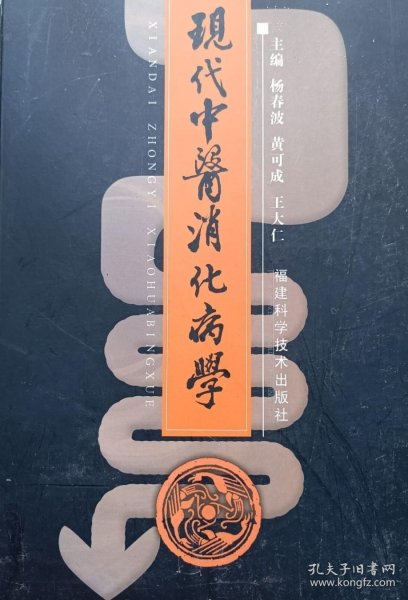 現代中醫消化病學
XIANDAI ZHONGYI XIAOHUABINGXUE
主编 杨春波 黄可成 王大仁
福建科学技术出版社
孔夫子旧书网
www.kongfz.com